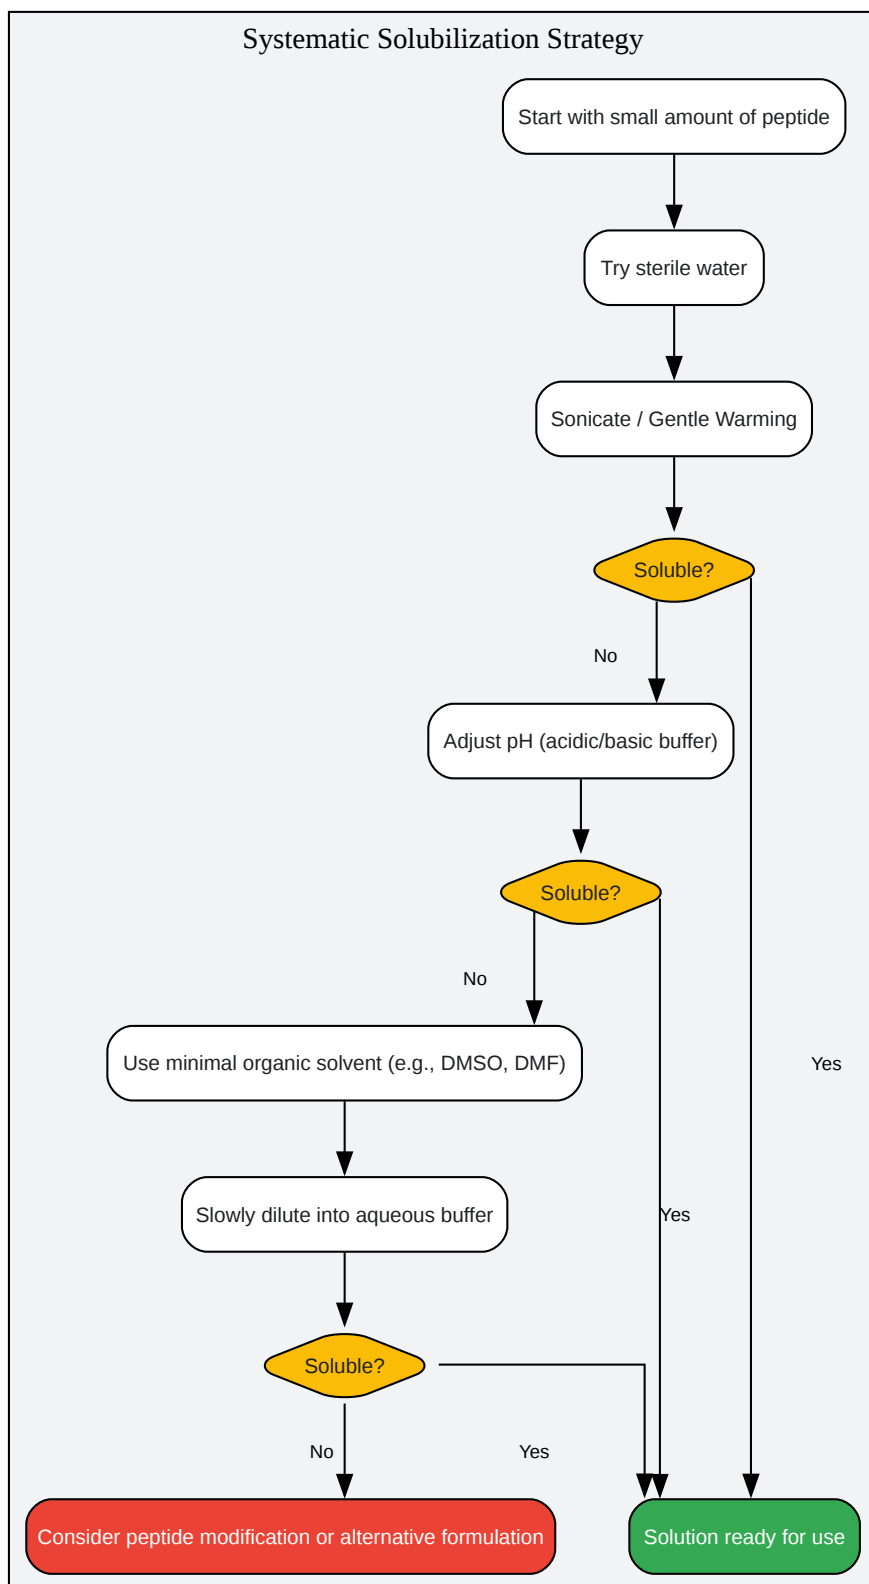 Systematic Solubilization Strategy
Start with small amount of peptide
Try sterile water
Sonicate / Gentle Warming
Soluble?
No
Adjust pH (acidic/basic buffer)
Soluble?
No
Use minimal organic solvent (e.g., DMSO, DMF)
Yes
Slowly dilute into aqueous buffer
Yes
Soluble?
No
Yes
Consider peptide modification or alternative formulation
Solution ready for use